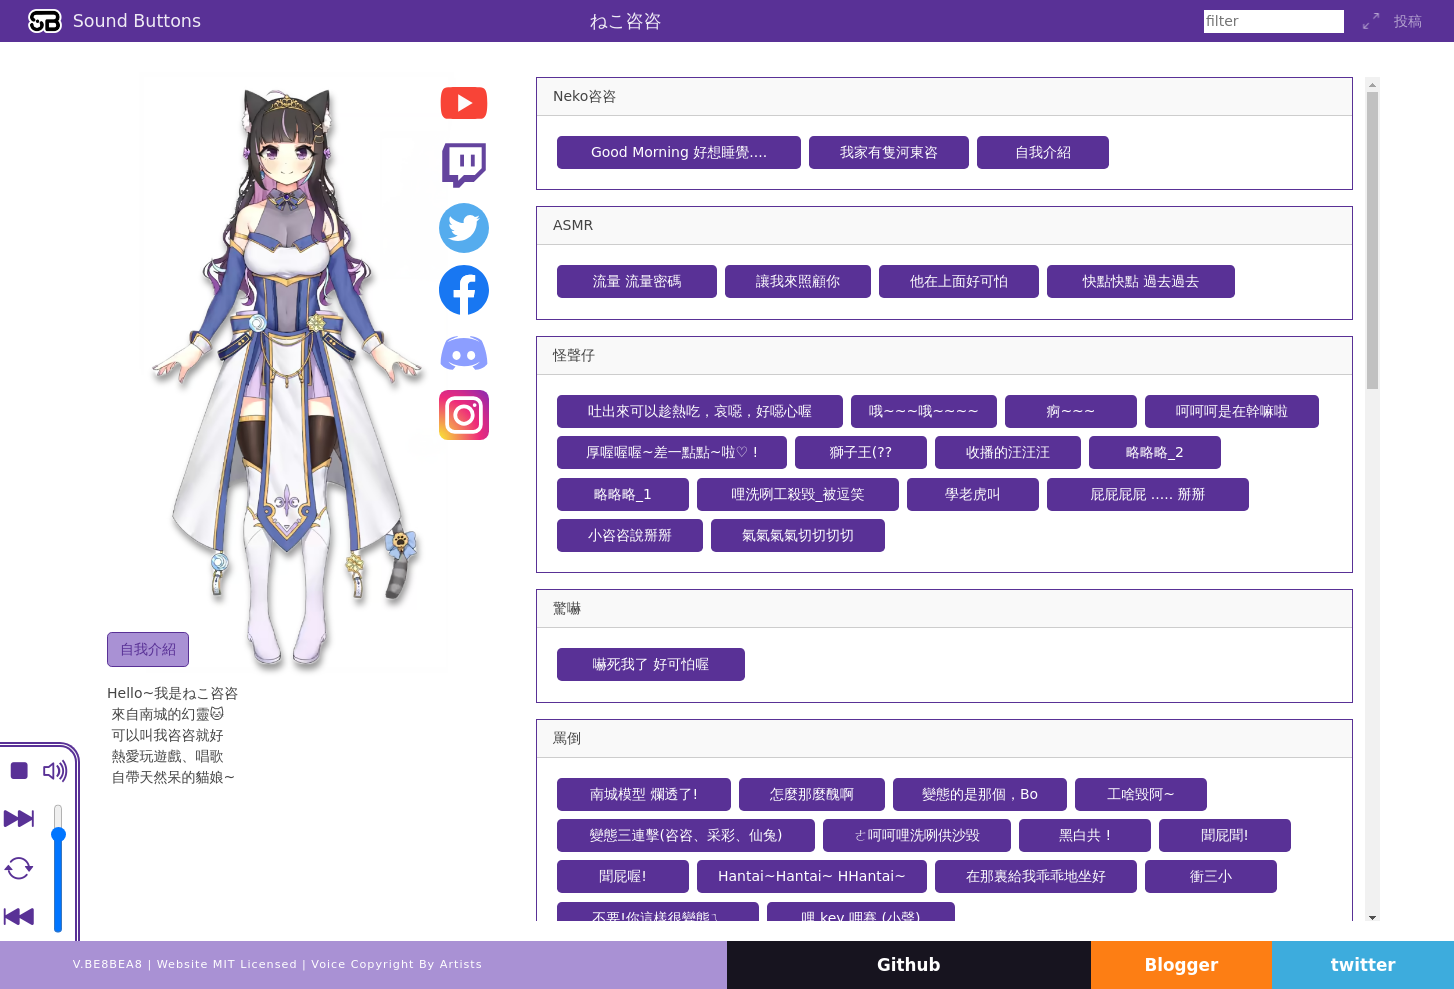 Sound Buttons
ねこ咨咨
filter
投稿
Neko咨咨
Good Morning 好想睡覺....
我家有隻河東咨
自我介紹
ASMR
流量 流量密碼
讓我來照顧你
他在上面好可怕
快點快點 過去過去
怪聲仔
吐出來可以趁熱吃，哀噁，好噁心喔
哦~~~哦~~~~
痾~~~
呵呵呵是在幹嘛啦
厚喔喔喔~差一點點~啦♡ !
獅子王(??
收播的汪汪汪
略略略_2
略略略_1
哩洗咧工殺毀_被逗笑
學老虎叫
屁屁屁屁 ..... 掰掰
小咨咨說掰掰
氣氣氣氣切切切切
驚嚇
嚇死我了 好可怕喔
罵倒
南城模型 爛透了!
怎麼那麼醜啊
變態的是那個，Bo
工啥毀阿~
變態三連擊(咨咨、采彩、仙兔)
ㄜ呵呵哩洗咧供沙毀
黑白共 !
聞屁聞!
聞屁喔!
Hantai~Hantai~ HHantai~
在那裏給我乖乖地坐好
衝三小
不要!你這樣很變態ㄟ
哩 key 呷賽 (小聲)
自我介紹
Hello~我是ねこ咨咨
來自南城的幻靈🐱
可以叫我咨咨就好
熱愛玩遊戲、唱歌
自帶天然呆的貓娘~
V.BE8BEA8 | Website MIT Licensed | Voice Copyright By Artists
Github
Blogger
twitter